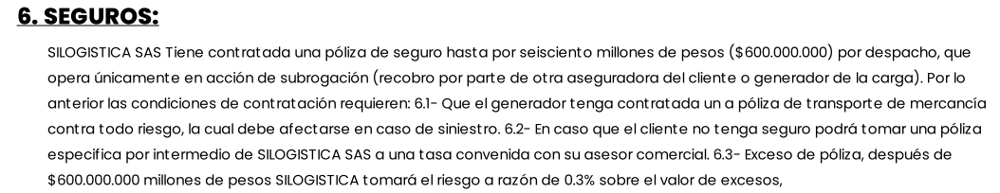 6. SEGUROS:
SILOGISTICA SAS Tiene contratada una póliza de seguro hasta por seisciento millones de pesos ($600.000.000) por despacho, que
opera únicamente en acción de subrogación (recobro por parte de otra aseguradora del cliente o generador de la carga). Por lo
anterior las condiciones de contratación requieren: 6.1- Que el generador tenga contratada un a póliza de transporte de mercancía
contra todo riesgo, la cual debe afectarse en caso de siniestro. 6.2- En caso que el cliente no tenga seguro podrá tomar una póliza
especifica por intermedio de SILOGISTICA SAS a una tasa convenida con su asesor comercial. 6.3- Exceso de póliza, después de
$600.000.000 millones de pesos SILOGISTICA tomará el riesgo a razón de 0.3% sobre el valor de excesos,